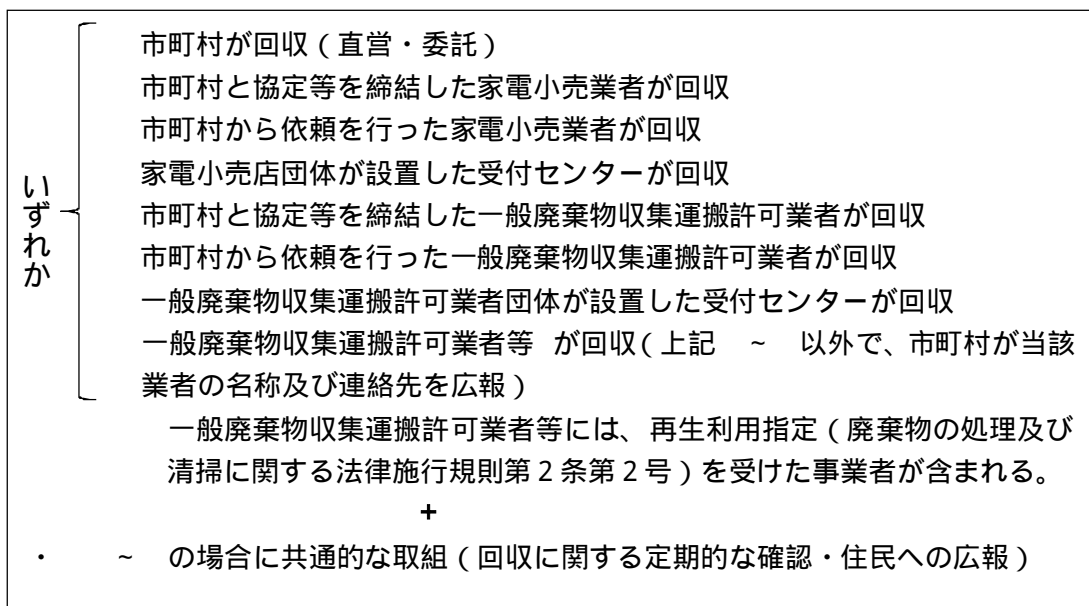 市町村が回収（直営・委託）
市町村と協定等を締結した家電小売業者が回収
市町村から依頼を行った家電小売業者が回収
家電小売店団体が設置した受付センターが回収
いずれか
市町村と協定等を締結した一般廃棄物収集運搬許可業者が回収
市町村から依頼を行った一般廃棄物収集運搬許可業者が回収
一般廃棄物収集運搬許可業者団体が設置した受付センターが回収
一般廃棄物収集運搬許可業者等 が回収（上記 ~ 以外で、市町村が当該
業者の名称及び連絡先を広報）
一般廃棄物収集運搬許可業者等には、再生利用指定（廃棄物の処理及び
清掃に関する法律施行規則第２条第２号）を受けた事業者が含まれる。
+
・ ~ の場合に共通的な取組（回収に関する定期的な確認・住民への広報）